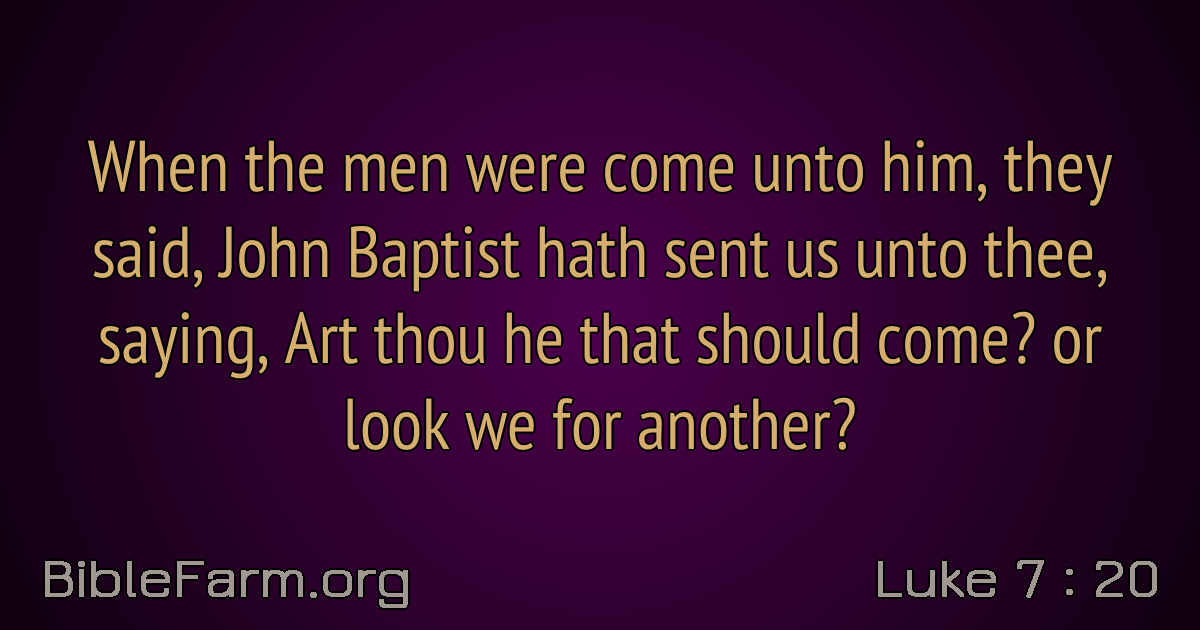 When the men were come unto him, they
said, John Baptist hath sent us unto thee,
saying, Art thou he that should come? or
look we for another?
BibleFarm.org
Luke 7 : 20